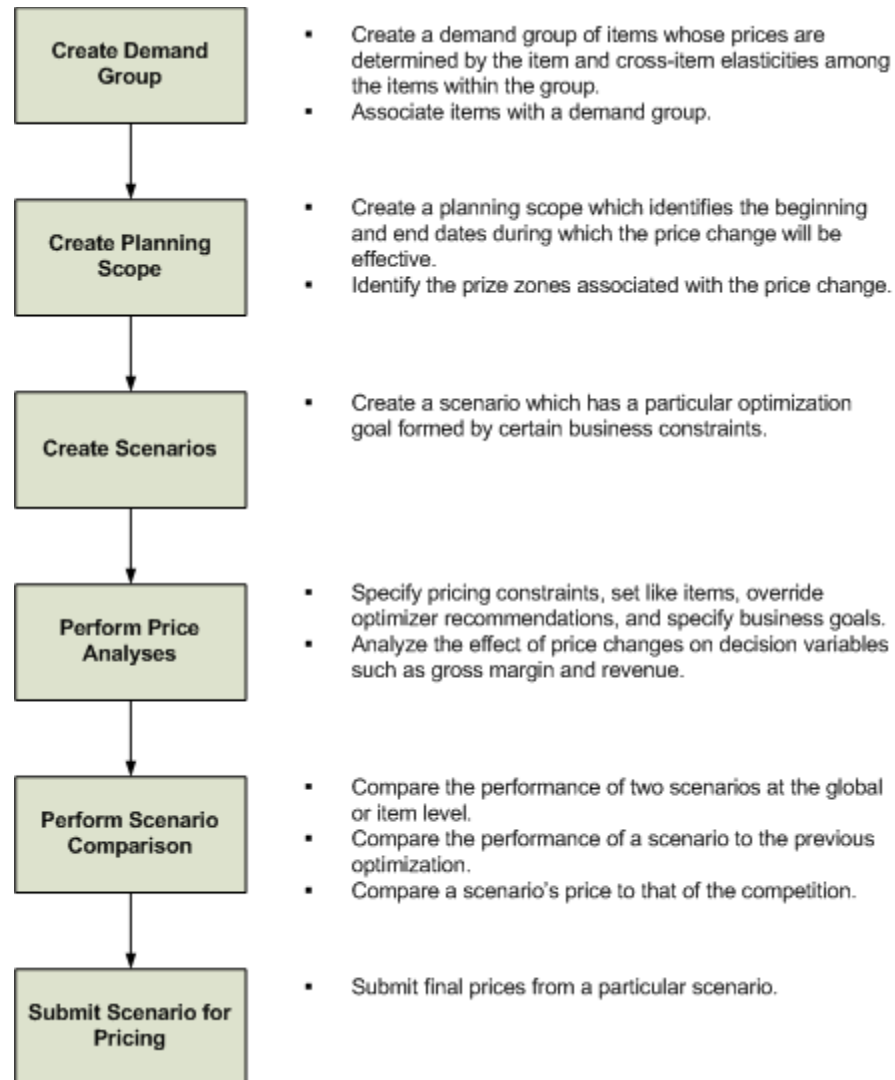 Create Demand
Group
▪ Create a demand group of items whose prices are
determined by the item and cross-item elasticities among
the items within the group.
▪ Associate items with a demand group.
Create Planning
Scope
▪ Create a planning scope which identifies the beginning
and end dates during which the price change will be
effective.
▪ Identify the prize zones associated with the price change.
Create Scenarios
▪ Create a scenario which has a particular optimization
goal formed by certain business constraints.
Perform Price
Analyses
▪ Specify pricing constraints, set like items, override
optimizer recommendations, and specify business goals.
▪ Analyze the effect of price changes on decision variables
such as gross margin and revenue.
Perform Scenario
Comparison
▪ Compare the performance of two scenarios at the global
or item level.
▪ Compare the performance of a scenario to the previous
optimization.
▪ Compare a scenario's price to that of the competition.
Submit Scenario for
Pricing
▪ Submit final prices from a particular scenario.